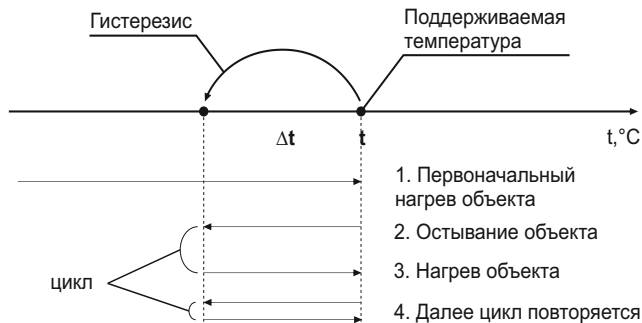 Гистерезис
Поддерживаемая
температура
Δt
t
t,°C
1. Первоначальный
нагрев объекта
2. Остывание объекта
3. Нагрев объекта
цикл
4. Далее цикл повторяется